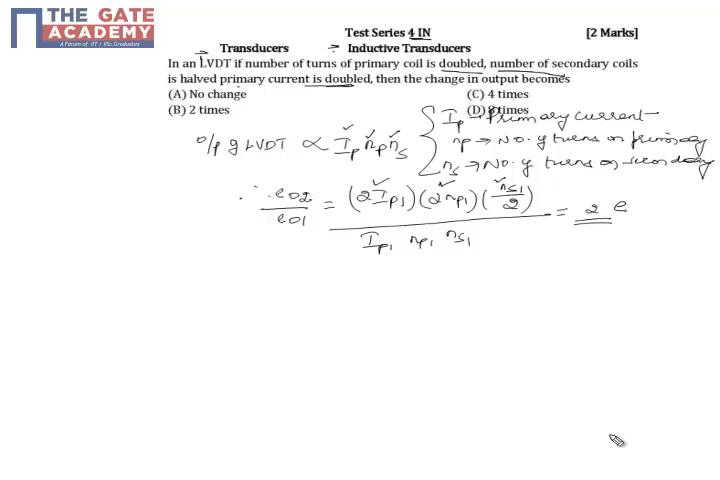 THE GATE
ACADEMY
A Forum of IIT / IISc Graduates
Test Series 4 IN [2 Marks]
Transducers :- Inductive Transducers
In an LVDT if number of turns of primary coil is doubled, number of secondary coils
is halved primary current is doubled, then the change in output becomes
(A) No change (C) 4 times
(B) 2 times (D) 8 times
o/p of LVDT ∝ Ip np ns
Ip → Primary current
np → No. of turns on primary
ns → No. of turns on secondary
∴ eo2/eo1 = (2Ip1)(2np1)(ns1/2) / Ip1 np1 ns1 = 2